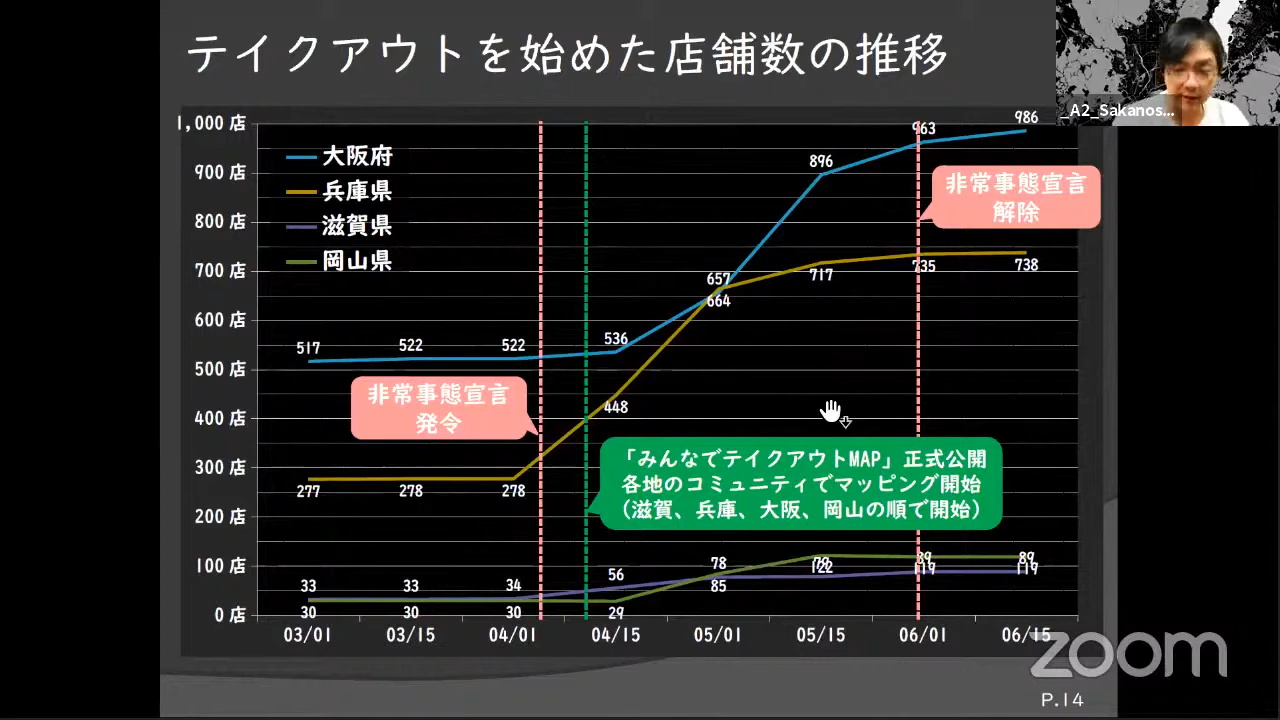 テイクアウトを始めた店舗数の推移
_A2_Sakanos...
1,000 店
900 店
800 店
700 店
600 店
500 店
400 店
300 店
200 店
100 店
0 店
大阪府
兵庫県
滋賀県
岡山県
517
522
522
536
657
896
963
986
277
278
278
448
664
717
735
738
33
33
34
56
78
79
89
89
30
30
30
29
85
122
119
119
非常事態宣言
発令
非常事態宣言
解除
「みんなでテイクアウトMAP」正式公開
各地のコミュニティでマッピング開始
(滋賀、兵庫、大阪、岡山の順で開始)
03/01
03/15
04/01
04/15
05/01
05/15
06/01
06/15
zoom
P.14